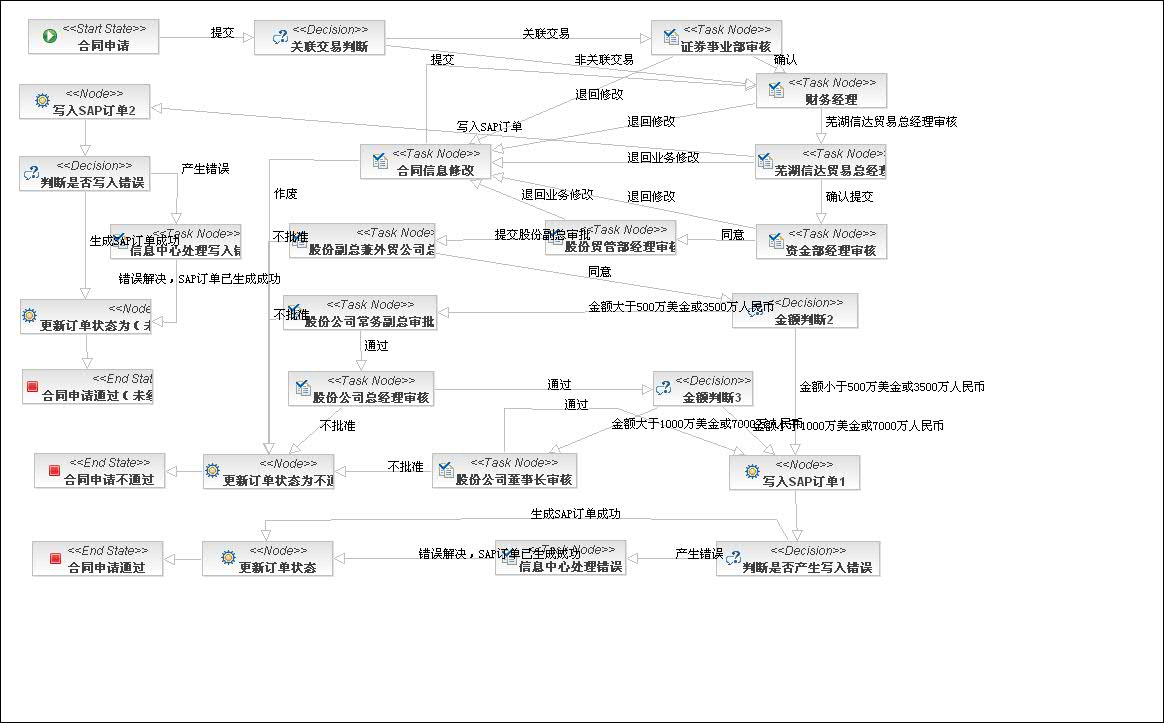 <<Start State>>
合同申请
提交
<<Decision>>
关联交易判断
关联交易
<<Task Node>>
证券事业部审核
提交
非关联交易
确认
<<Node>>
写入SAP订单2
退回修改
<<Task Node>>
财务经理
写入SAP订单
退回修改
芜湖信达贸易总经理审核
<<Decision>>
判断是否写入错误
产生错误
<<Task Node>>
合同信息修改
退回业务修改
<<Task Node>>
芜湖信达贸易总经理
作废
退回业务修改
退回修改
确认提交
生成SAP订单成功
<<Task Node>>
信息中心处理写入错
不批准
<<Task Node>
股份副总兼外贸公司总
提交股份副总审批
<<Task Node>>
股份贸管部经理审核
同意
<<Task Node>>
资金部经理审核
错误解决，SAP订单已生成成功
同意
<<Node
更新订单状态为（未
不批准
<<Task Node>>
股份公司常务副总审批
金额大于500万美金或3500万人民币
<<Decision>>
金额判断2
通过
<<End Stat
合同申请通过（未
<<Task Node>>
股份公司总经理审核
通过
<<Decision>>
金额判断3
金额小于500万美金或3500万人民币
通过
不批准
金额大于1000万美金或7000万人民币
金额小于1000万美金或7000万人民币
<<End State>>
合同申请不通过
<<Node>>
更新订单状态为不通
不批准
<<Task Node>>
股份公司董事长审核
<<Node>>
写入SAP订单1
生成SAP订单成功
<<End State>>
合同申请通过
<<Node>>
更新订单状态
错误解决，SAP订单已生成成功
<<Task Node>>
信息中心处理错误
产生错误
<<Decision>>
判断是否产生写入错误